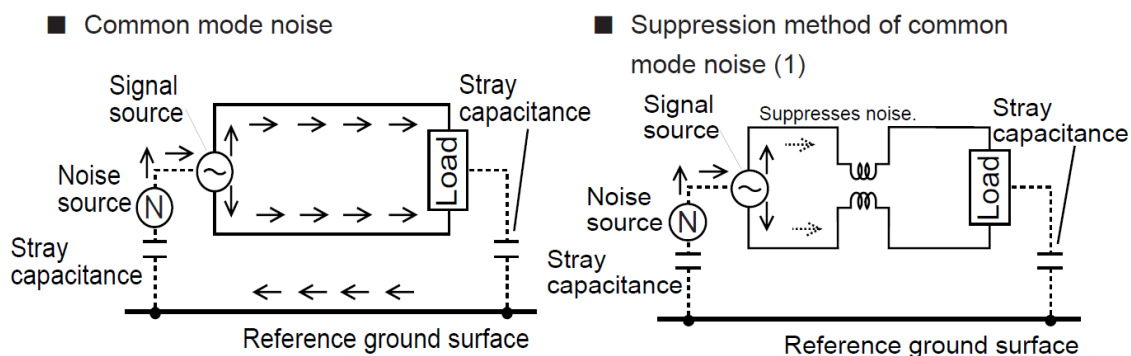 ■ Common mode noise
Signal
source
Stray
capacitance
Noise
source
N
Load
Stray
capacitance
Reference ground surface
■ Suppression method of common
mode noise (1)
Signal
source
Suppresses noise.
Stray
capacitance
Noise
source
N
Load
Stray
capacitance
Reference ground surface